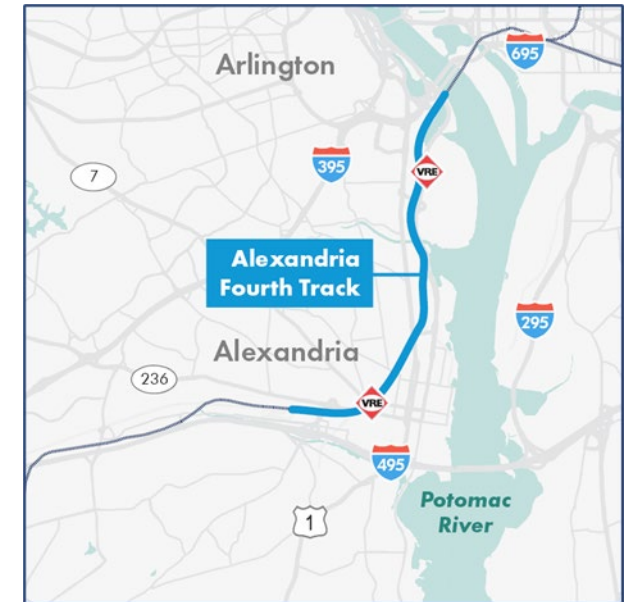 Arlington
695
395
VRE
7
Alexandria
Fourth Track
295
Alexandria
236
VRE
495
Potomac
River
1